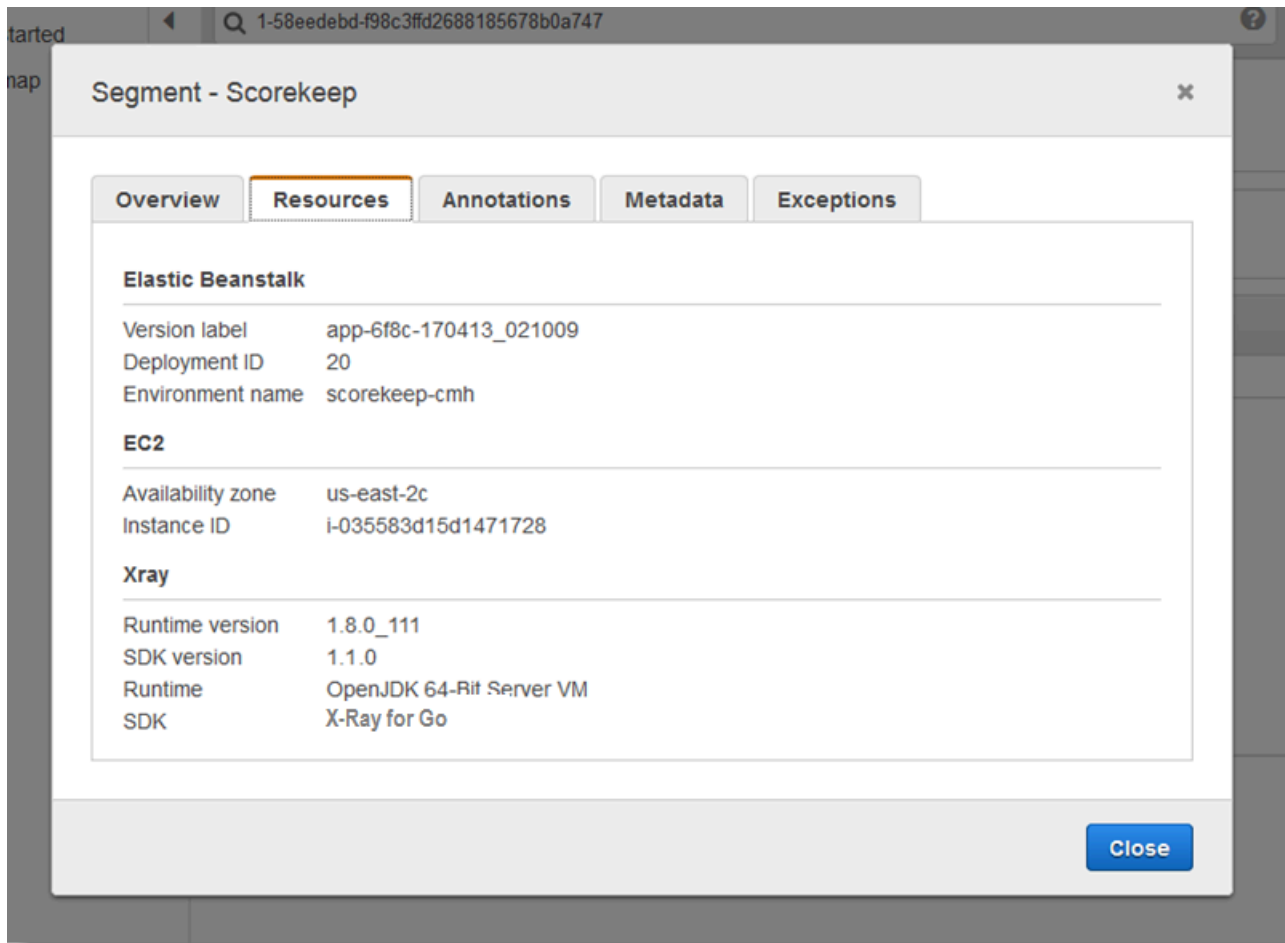 tarted
1-58eedebd-f98c3ffd2688185678b0a747
map
Segment - Scorekeep
Overview Resources Annotations Metadata Exceptions
Elastic Beanstalk
Version label app-6f8c-170413_021009
Deployment ID 20
Environment name scorekeep-cmh
EC2
Availability zone us-east-2c
Instance ID i-035583d15d1471728
Xray
Runtime version 1.8.0_111
SDK version 1.1.0
Runtime OpenJDK 64-Bit Server VM
SDK X-Ray for Go
Close